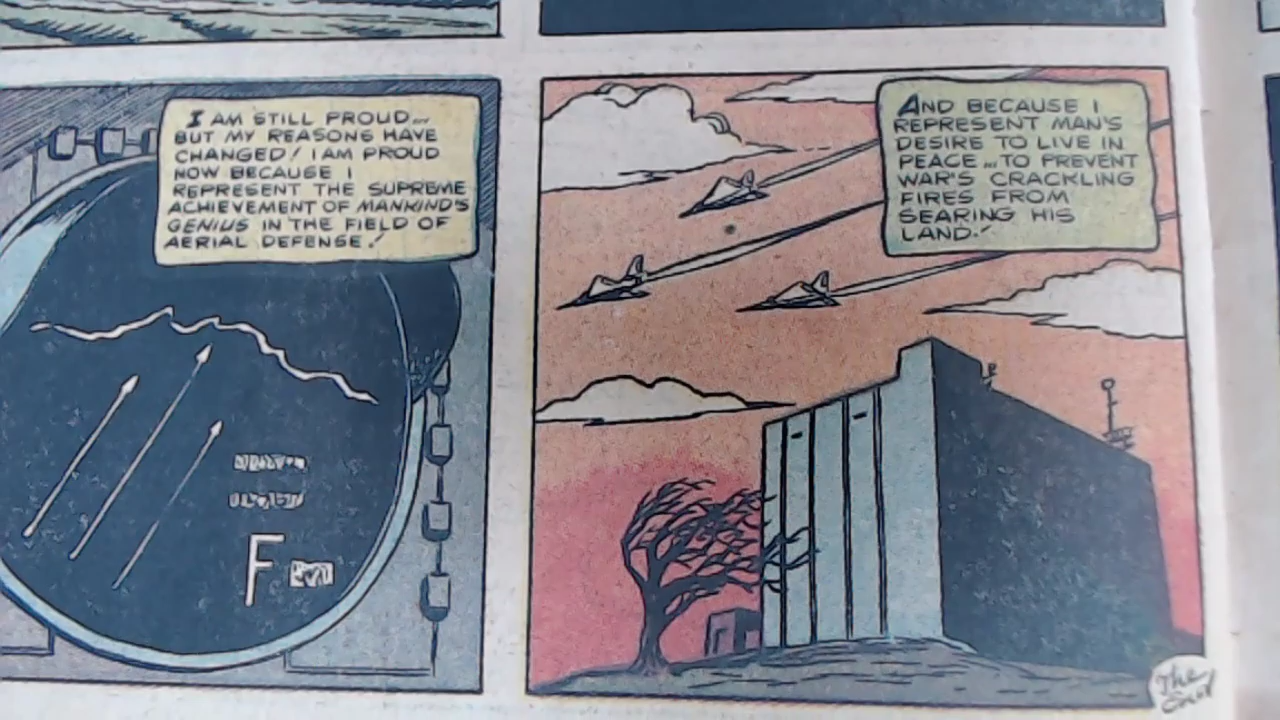 I AM STILL PROUD...
BUT MY REASONS HAVE
CHANGED! I AM PROUD
NOW BECAUSE I
REPRESENT THE SUPREME
ACHIEVEMENT OF MANKIND'S
GENIUS IN THE FIELD OF
AERIAL DEFENSE!
F
AND BECAUSE I
REPRESENT MAN'S
DESIRE TO LIVE IN
PEACE...TO PREVENT
WAR'S CRACKLING
FIRES FROM
SEARING HIS
LAND!
The
End